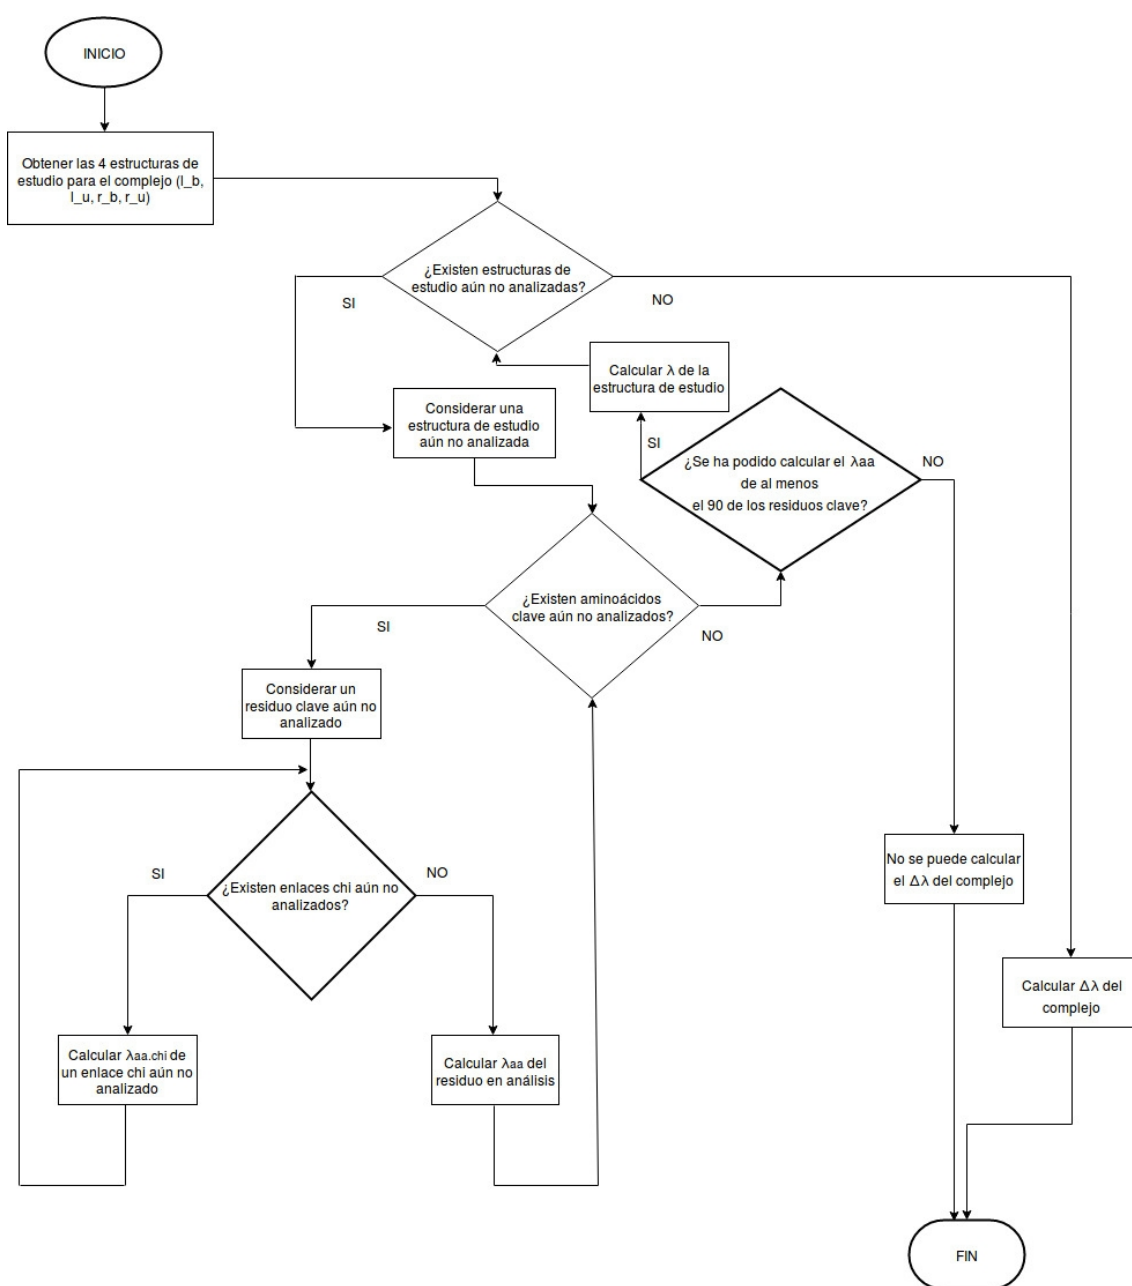 INICIO
Obtener las 4 estructuras de
estudio para el complejo (l_b,
l_u, r_b, r_u)
¿Existen estructuras de
estudio aún no analizadas?
SI
NO
Calcular λ de la
estructura de estudio
Considerar una
estructura de estudio
aún no analizada
SI
¿Se ha podido calcular el λaa
de al menos
el 90 de los residuos clave?
NO
¿Existen aminoácidos
clave aún no analizados?
SI
NO
Considerar un
residuo clave aún no
analizado
¿Existen enlaces chi aún no
analizados?
SI
NO
No se puede calcular
el Δλ del complejo
Calcular Δλ del
complejo
Calcular λaa.chi de
un enlace chi aún no
analizado
Calcular λaa del
residuo en análisis
FIN